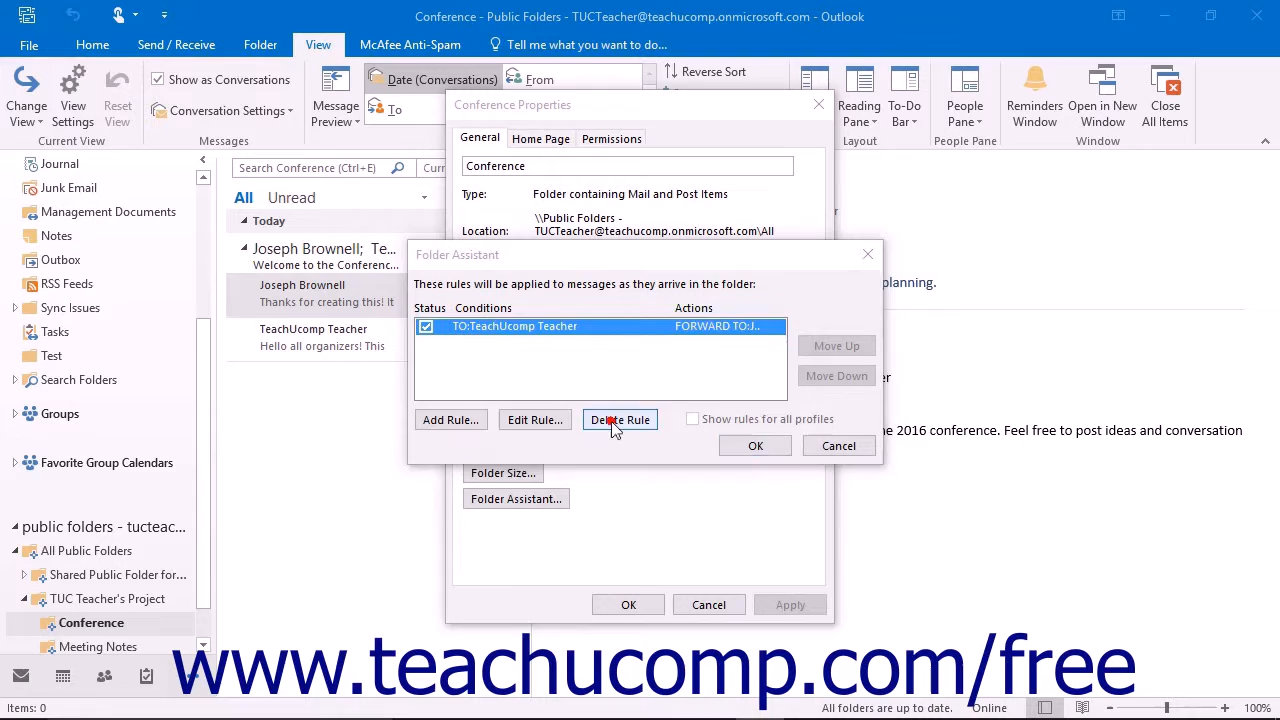 Conference - Public Folders - TUCTeacher@teachucomp.onmicrosoft.com - Outlook
File Home Send / Receive Folder View McAfee Anti-Spam Tell me what you want to do...
Change View
View Settings
Reset View
Current View
Show as Conversations
Conversation Settings
Messages
Message Preview
Date (Conversations) From
To
Reverse Sort
Reading Pane
To-Do Bar
Layout
People Pane
People Pane
Reminders Window
Open in New Window
Close All Items
Window
Journal
Junk Email
Management Documents
Notes
Outbox
RSS Feeds
Sync Issues
Tasks
Test
Search Folders
Groups
Favorite Group Calendars
public folders - tucteac...
All Public Folders
Shared Public Folder for...
TUC Teacher's Project
Conference
Meeting Notes
Search Conference (Ctrl+E) Curr
All Unread
Today
Joseph Brownell; Te...
Welcome to the Conferenc...
Joseph Brownell
Thanks for creating this! It
TeachUcomp Teacher
Hello all organizers! This
Conference Properties
General Home Page Permissions
Conference
Type: Folder containing Mail and Post Items
\\Public Folders -
Location: TUCTeacher@teachucomp.onmicrosoft.com\All
Folder Assistant
These rules will be applied to messages as they arrive in the folder:
Status Conditions Actions
TO:TeachUcomp Teacher FORWARD TO:J..
Move Up
Move Down
Add Rule... Edit Rule... Delete Rule Show rules for all profiles
OK Cancel
Folder Size...
Folder Assistant...
OK Cancel Apply
planning.
er
e 2016 conference. Feel free to post ideas and conversation
www.teachucomp.com/free
Items: 0 All folders are up to date. Online 100%